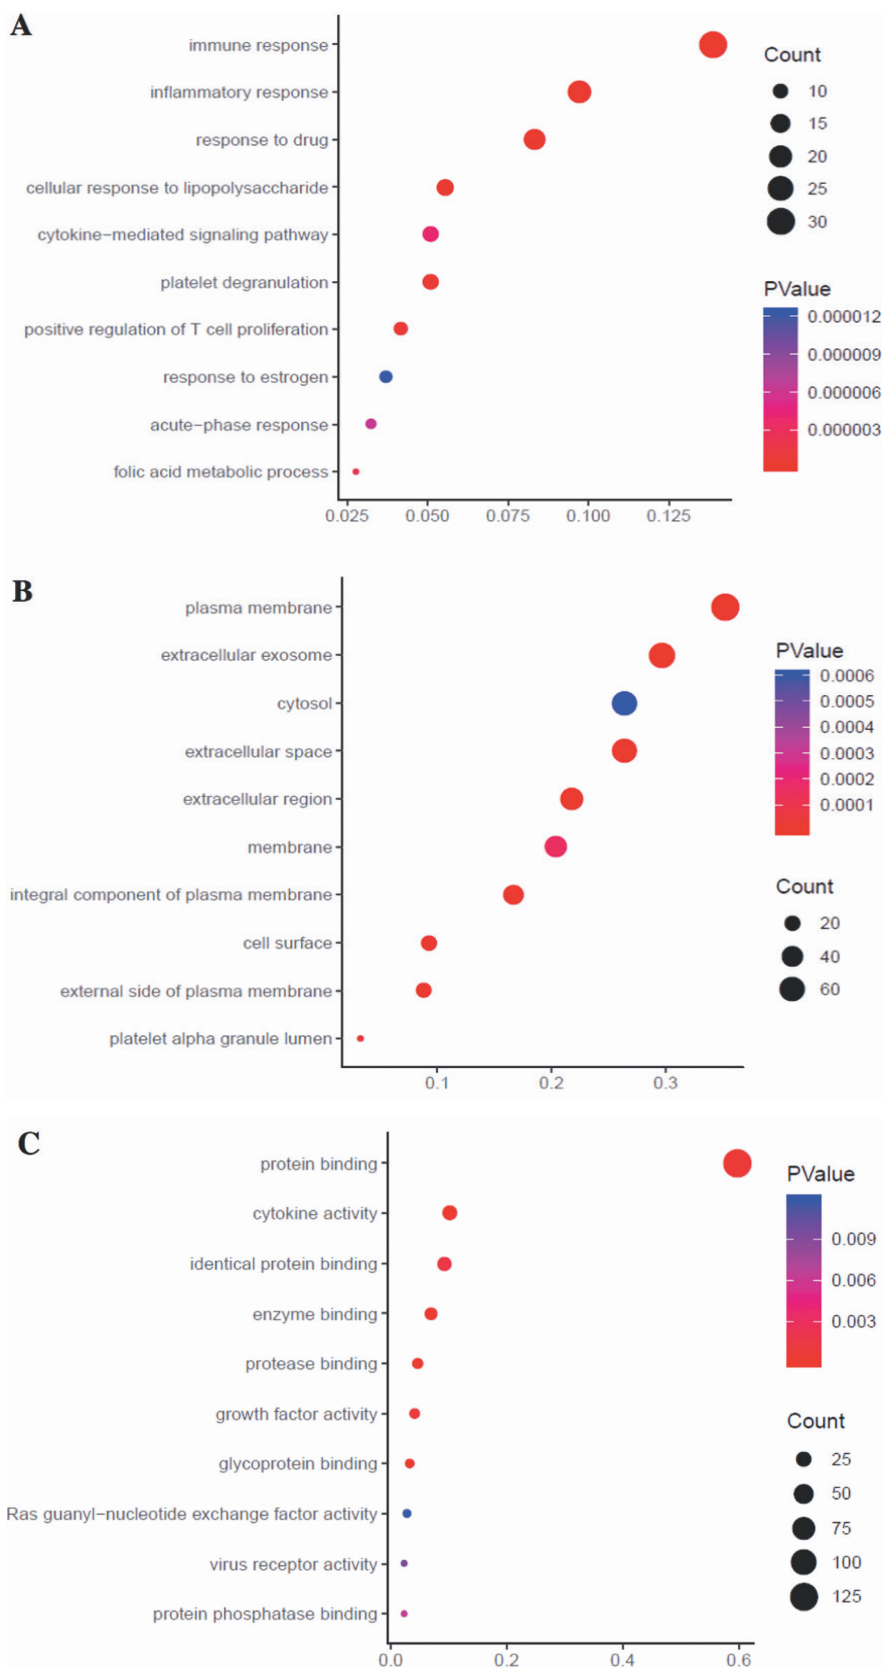 A
immune response
inflammatory response
response to drug
cellular response to lipopolysaccharide
cytokine−mediated signaling pathway
platelet degranulation
positive regulation of T cell proliferation
response to estrogen
acute−phase response
folic acid metabolic process
0.025 0.050 0.075 0.100 0.125
Count
10
15
20
25
30
PValue
0.000012
0.000009
0.000006
0.000003
B
plasma membrane
extracellular exosome
cytosol
extracellular space
extracellular region
membrane
integral component of plasma membrane
cell surface
external side of plasma membrane
platelet alpha granule lumen
0.1 0.2 0.3
PValue
0.0006
0.0005
0.0004
0.0003
0.0002
0.0001
Count
20
40
60
C
protein binding
cytokine activity
identical protein binding
enzyme binding
protease binding
growth factor activity
glycoprotein binding
Ras guanyl−nucleotide exchange factor activity
virus receptor activity
protein phosphatase binding
0.0 0.2 0.4 0.6
PValue
0.009
0.006
0.003
Count
25
50
75
100
125